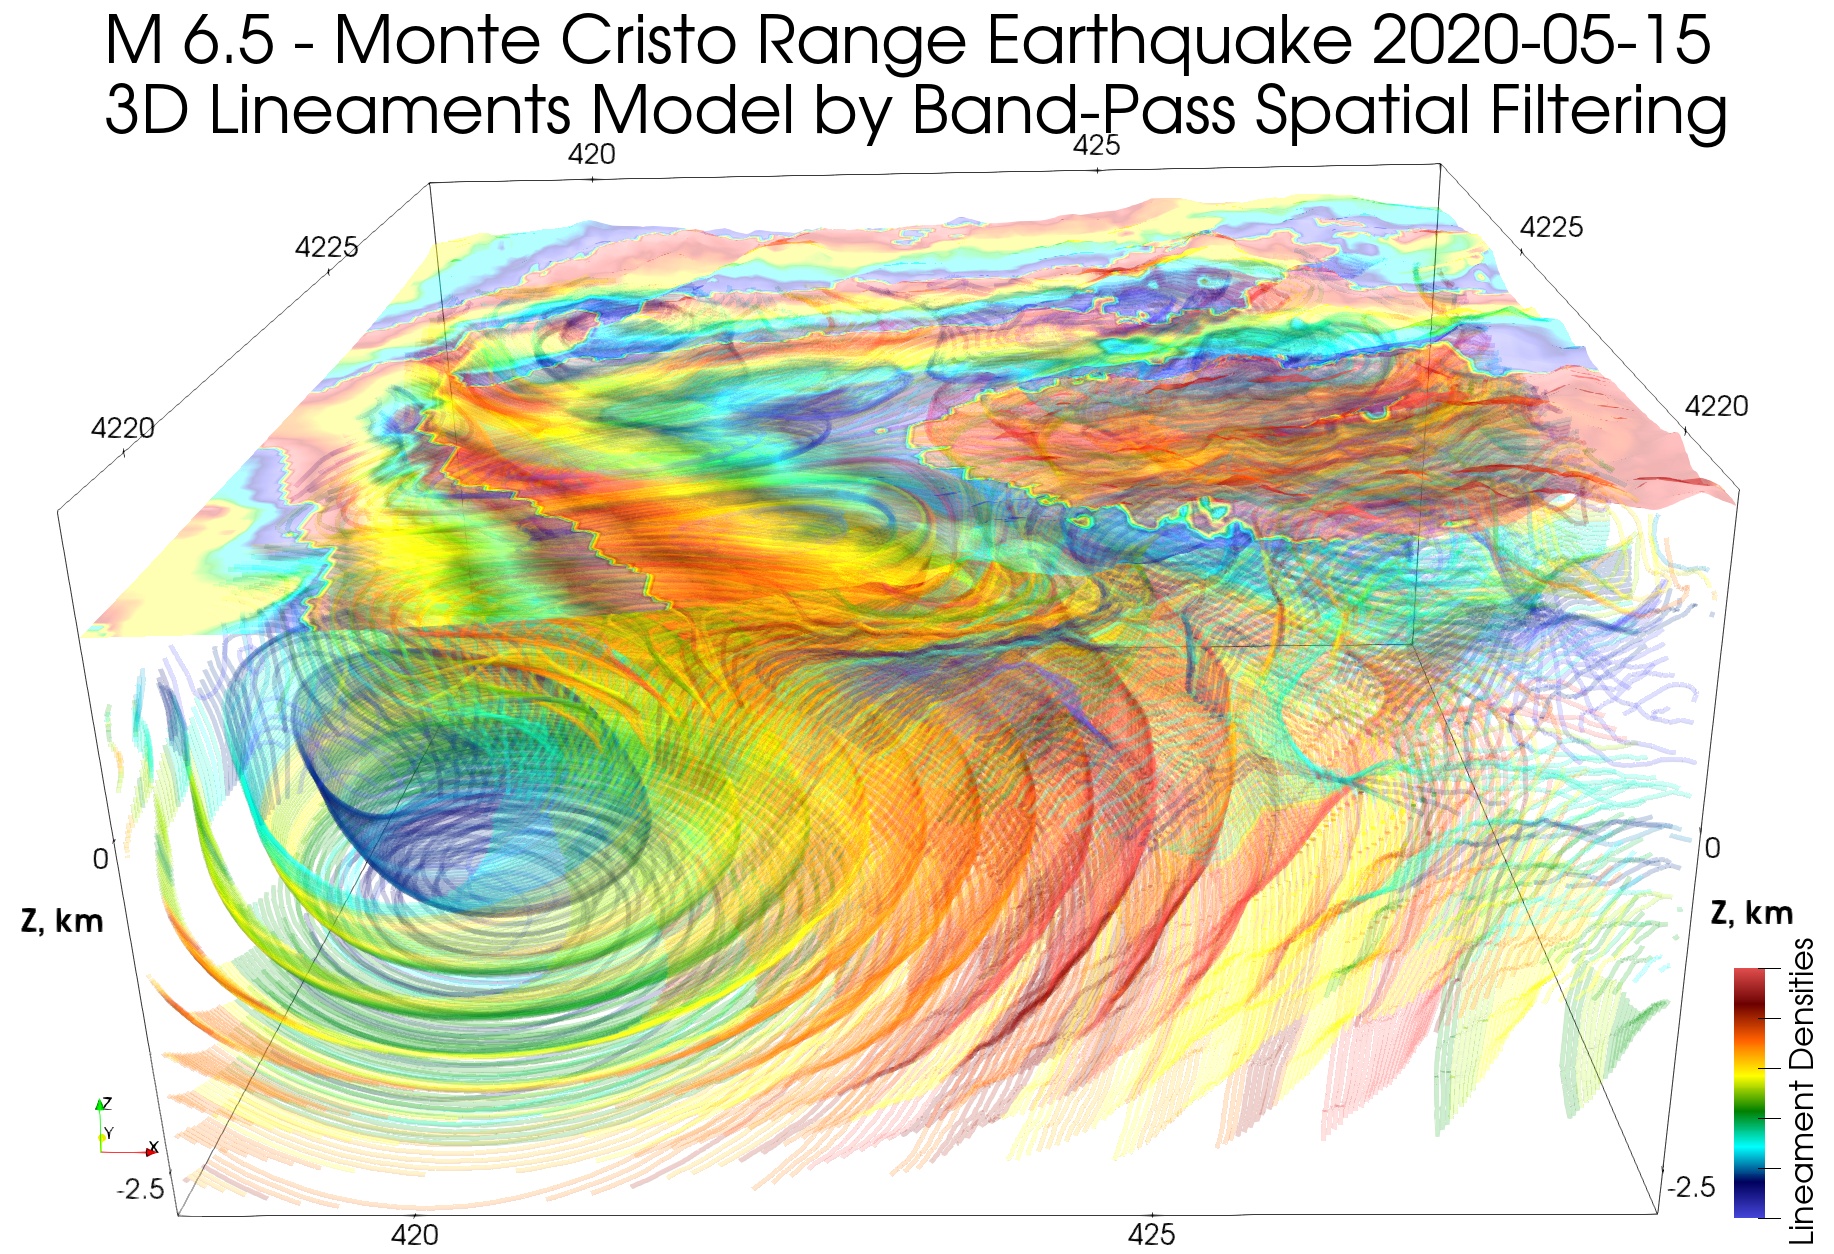 M 6.5 - Monte Cristo Range Earthquake 2020-05-15
3D Lineaments Model by Band-Pass Spatial Filtering
420
425
4225
4225
4220
4220
0
0
Z, km
Z, km
Lineament Densities
Z
Y
X
-2.5
-2.5
420
425